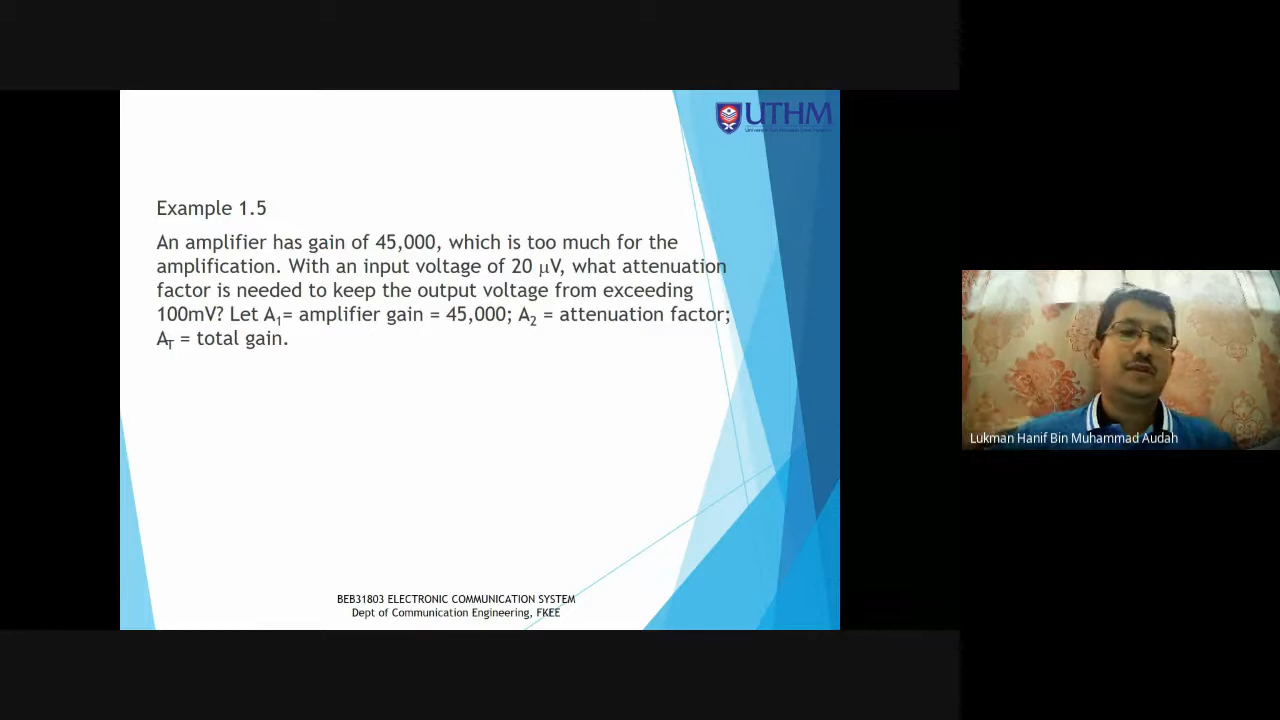 UTHM
Example 1.5
An amplifier has gain of 45,000, which is too much for the
amplification. With an input voltage of 20 μV, what attenuation
factor is needed to keep the output voltage from exceeding
100mV? Let A₁= amplifier gain = 45,000; A₂ = attenuation factor;
A_T = total gain.
Lukman Hanif Bin Muhammad Audah
BEB31803 ELECTRONIC COMMUNICATION SYSTEM
Dept of Communication Engineering, FKEE